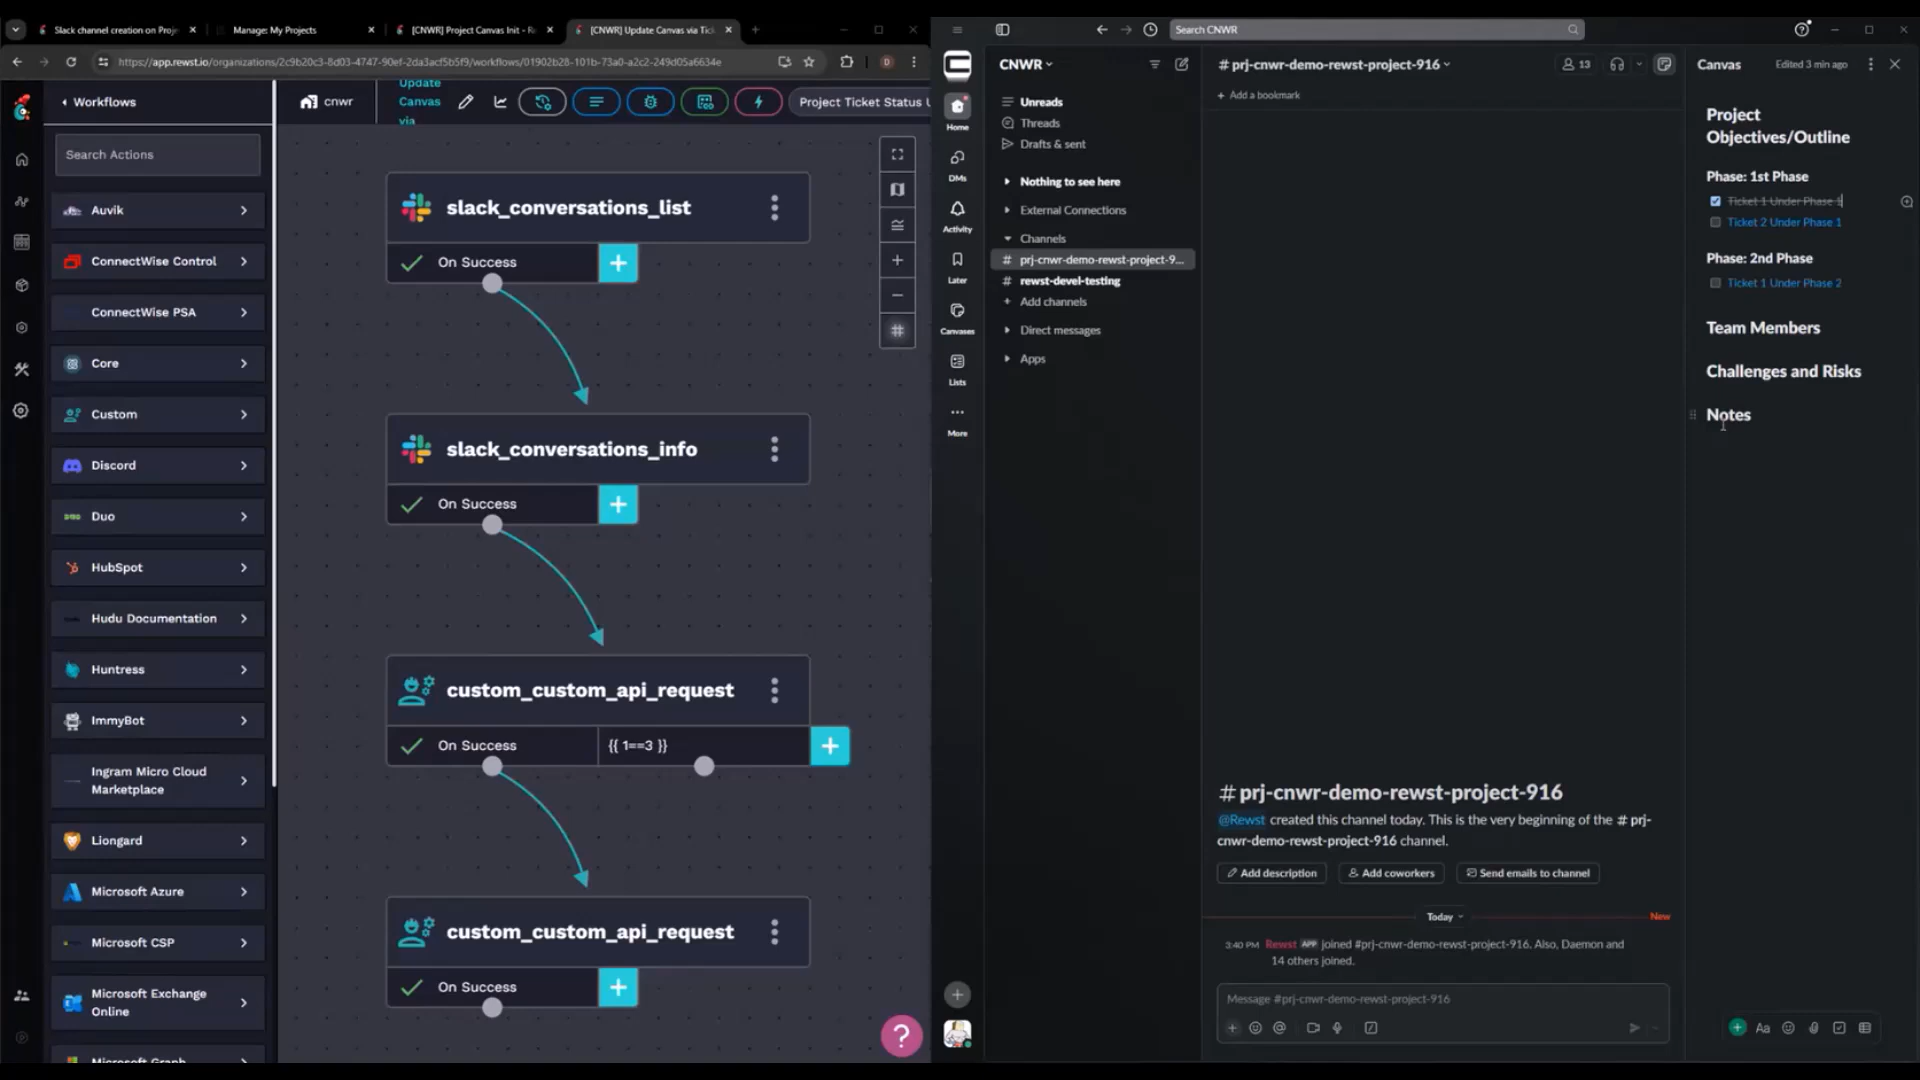 Slack channel creation on Proj
Manage: My Projects
[CNWR] Project Canvas Init - Re
[CNWR] Update Canvas via Tick
https://app.rewst.io/organizations/2c9b20c3-8d03-4747-90ef-2da3acf5b5f9/workflows/01902b28-101b-73a0-a2c2-249d05a6634e
D
Workflows
Search Actions
Auvik
ConnectWise Control
ConnectWise PSA
Core
Custom
Discord
Duo
HubSpot
Hudu Documentation
Huntress
ImmyBot
Ingram Micro Cloud
Marketplace
Liongard
Microsoft Azure
Microsoft CSP
Microsoft Exchange
Online
Microsoft Graph
cnwr
Update
Canvas
via
Project Ticket Status U
slack_conversations_list
On Success
slack_conversations_info
On Success
custom_custom_api_request
On Success
{{ 1==3 }}
custom_custom_api_request
On Success
?
Search CNWR
Home
DMs
Activity
Later
Canvases
Lists
More
CNWR
Unreads
Threads
Drafts & sent
Nothing to see here
External Connections
Channels
# prj-cnwr-demo-rewst-project-9...
# rewst-devel-testing
+ Add channels
Direct messages
Apps
# prj-cnwr-demo-rewst-project-916
13
+ Add a bookmark
# prj-cnwr-demo-rewst-project-916
@Rewst created this channel today. This is the very beginning of the # prj-
cnwr-demo-rewst-project-916 channel.
Add description
Add coworkers
Send emails to channel
Today
New
3:40 PM Rewst APP joined #prj-cnwr-demo-rewst-project-916. Also, Daemon and
14 others joined.
Message #prj-cnwr-demo-rewst-project-916
Canvas
Edited 3 min ago
Project
Objectives/Outline
Phase: 1st Phase
Ticket 1 Under Phase 1
Ticket 2 Under Phase 1
Phase: 2nd Phase
Ticket 1 Under Phase 2
Team Members
Challenges and Risks
Notes
Aa